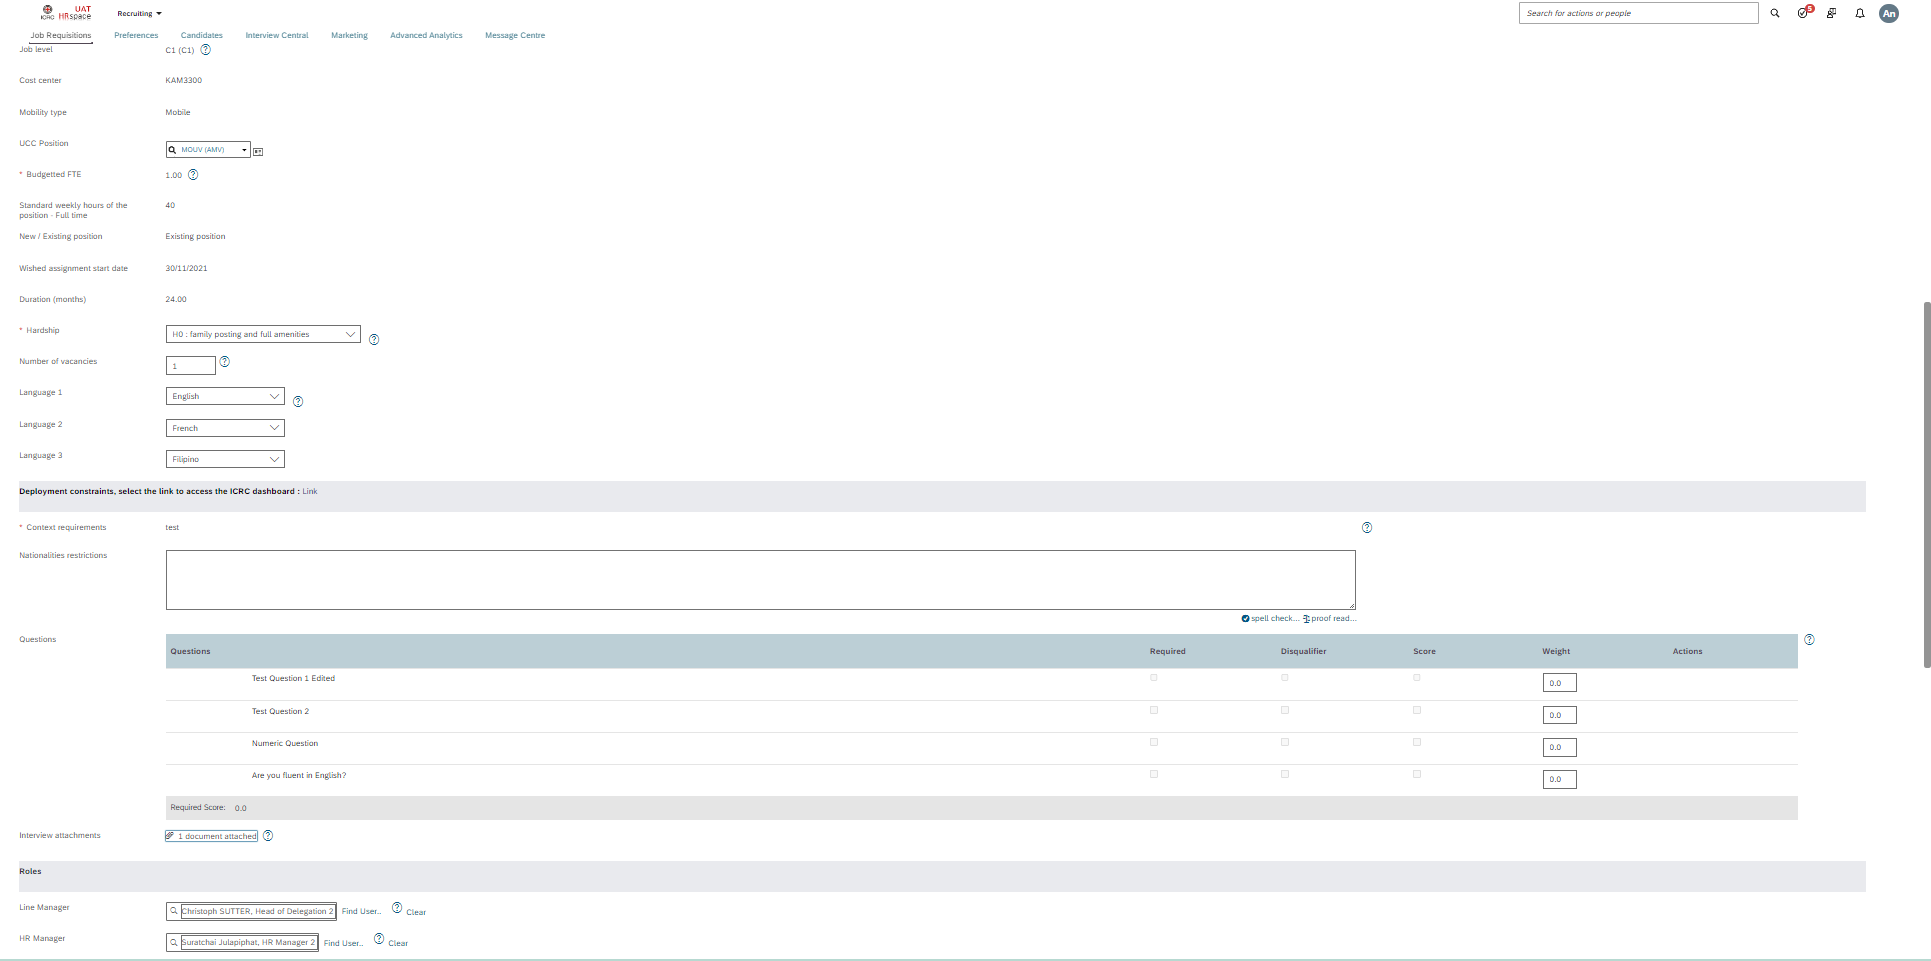 ICRC
UAT
HRspace
Recruiting
Search for actions or people
5
An
Job Requisitions
Preferences
Candidates
Interview Central
Marketing
Advanced Analytics
Message Centre
Job level
C1 (C1)
Cost center
KAM3300
Mobility type
Mobile
UCC Position
MOUV (AMV)
* Budgetted FTE
1.00
Standard weekly hours of the
position - Full time
40
New / Existing position
Existing position
Wished assignment start date
30/11/2021
Duration (months)
24.00
* Hardship
H0 : family posting and full amenities
Number of vacancies
1
Language 1
English
Language 2
French
Language 3
Filipino
Deployment constraints, select the link to access the ICRC dashboard : Link
* Context requirements
test
Nationalities restrictions
spell check... proof read...
Questions
Questions
Required
Disqualifier
Score
Weight
Actions
Test Question 1 Edited
0.0
Test Question 2
0.0
Numeric Question
0.0
Are you fluent in English?
0.0
Required Score: 0.0
Interview attachments
1 document attached
Roles
Line Manager
Christoph SUTTER, Head of Delegation 2
Find User..
Clear
HR Manager
Suratchai Julapiphat, HR Manager 2
Find User..
Clear